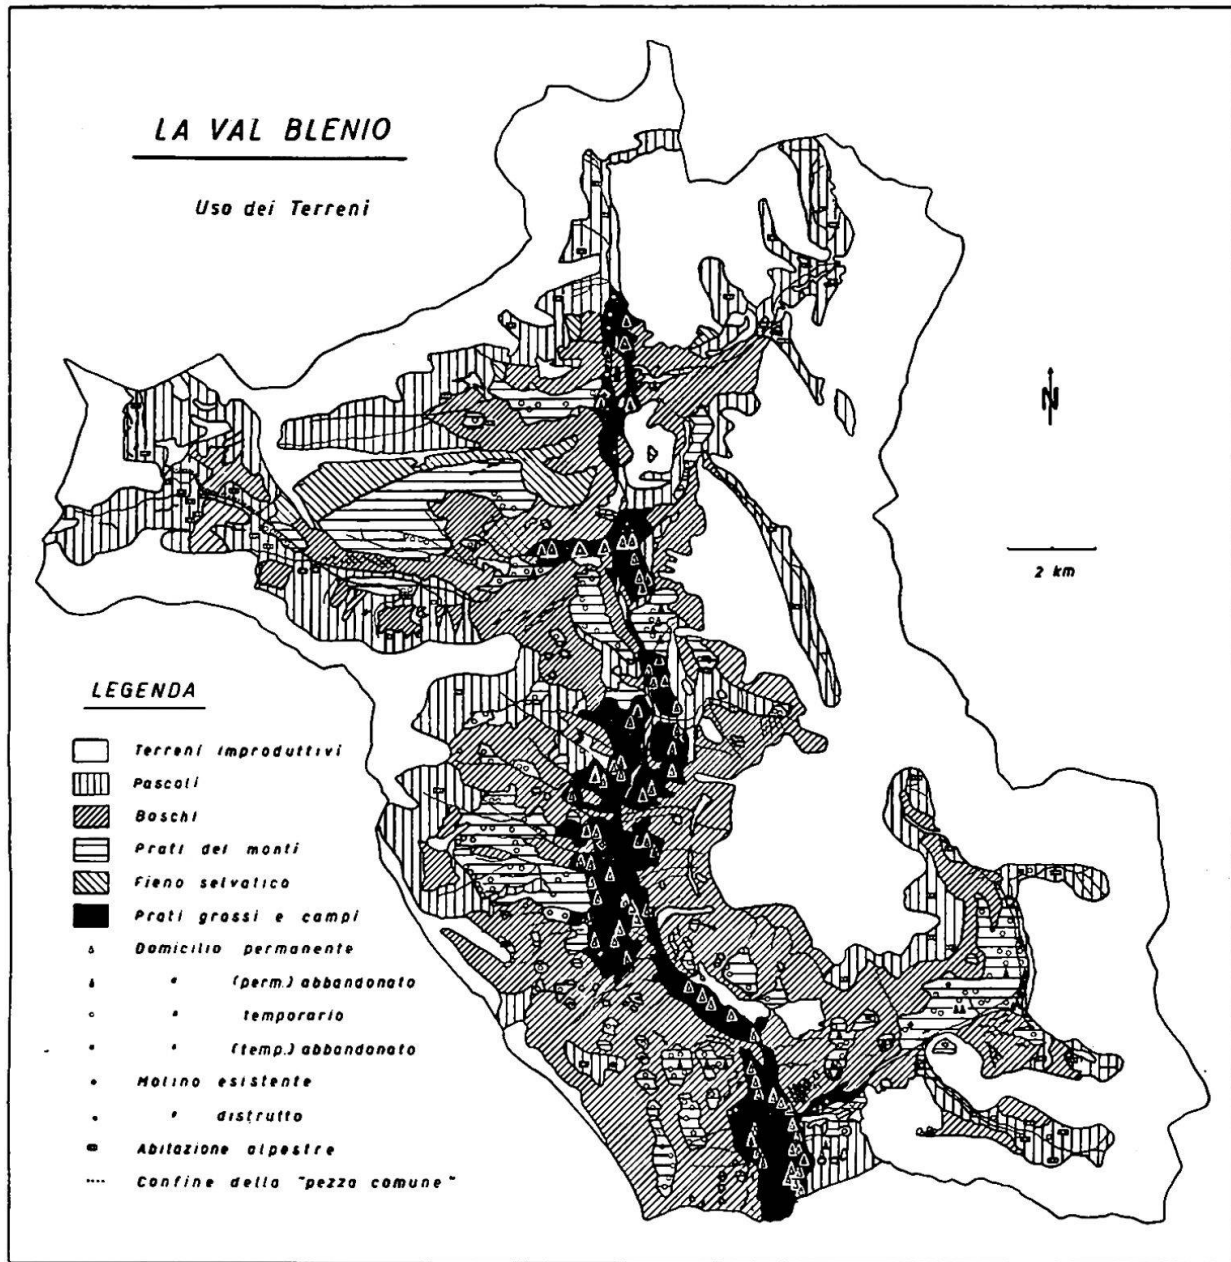 LA VAL BLENIO
Uso dei Terreni
N
2 km
LEGENDA
Terreni improduttivi
Pascoli
Boschi
Prati dei monti
Fieno selvatico
Prati grassi e campi
Domicilio permanente
" (perm.) abbandonato
" " temporario
" " (temp.) abbandonato
Molino esistente
" distrutto
Abitazione alpestre
Confine della "pezza comune"